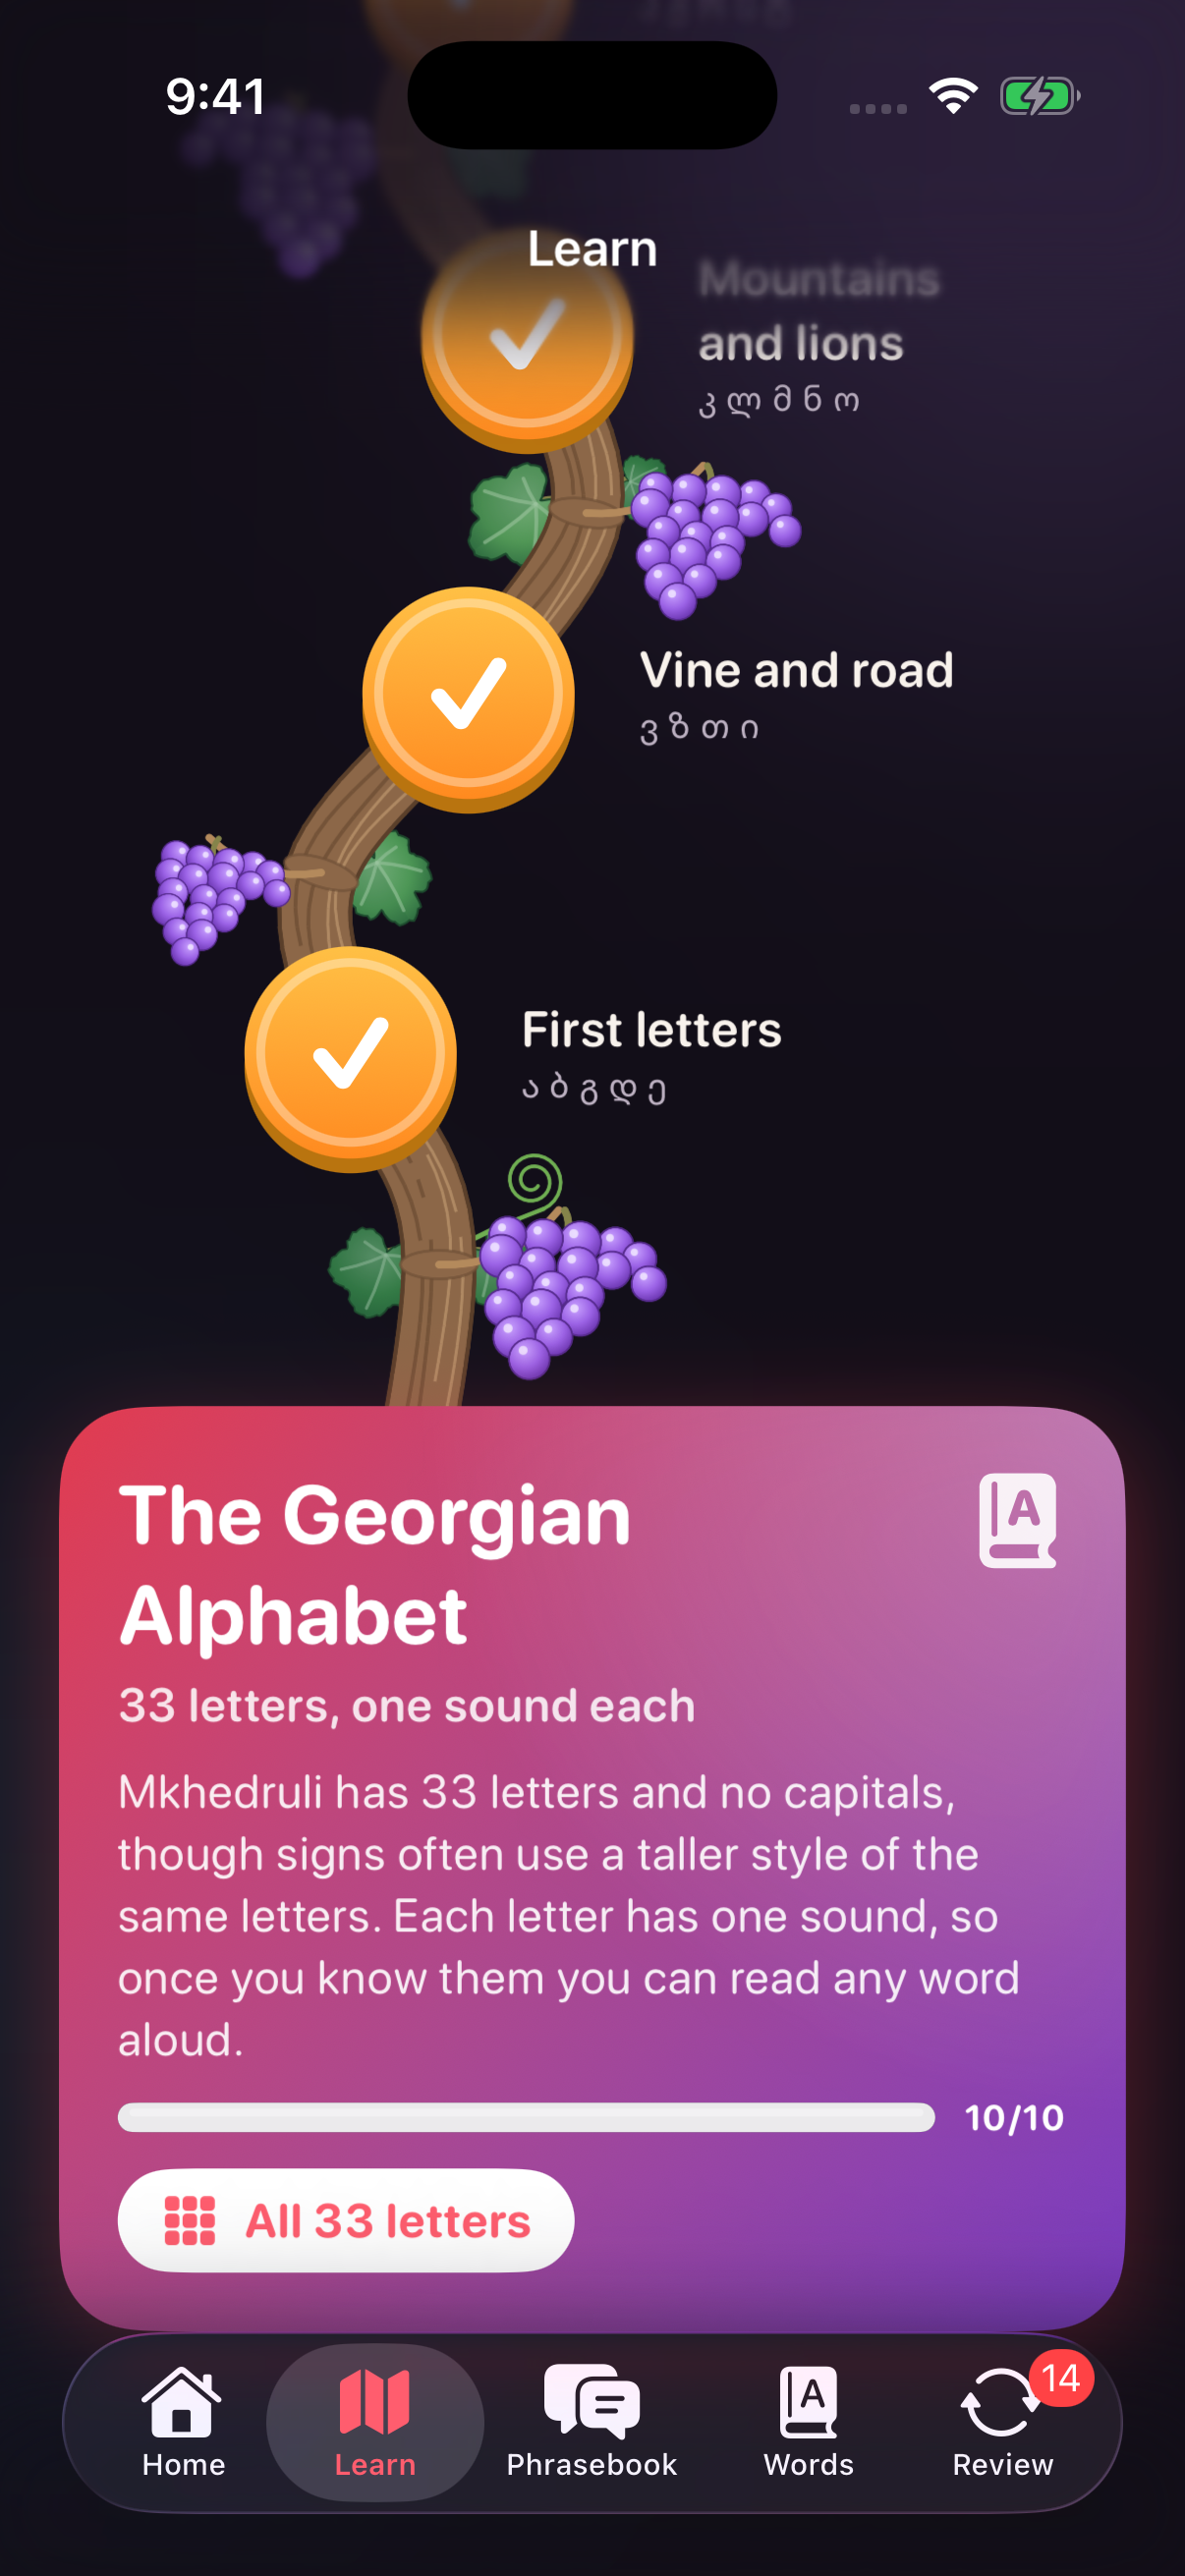 9:41
Learn
Mountains
and lions
კ ლ მ ნ ო
Vine and road
ვ ზ თ ი
First letters
ა ბ გ დ ე
The Georgian
Alphabet
33 letters, one sound each
Mkhedruli has 33 letters and no capitals,
though signs often use a taller style of the
same letters. Each letter has one sound, so
once you know them you can read any word
aloud.
10/10
All 33 letters
14
Home Learn Phrasebook Words Review